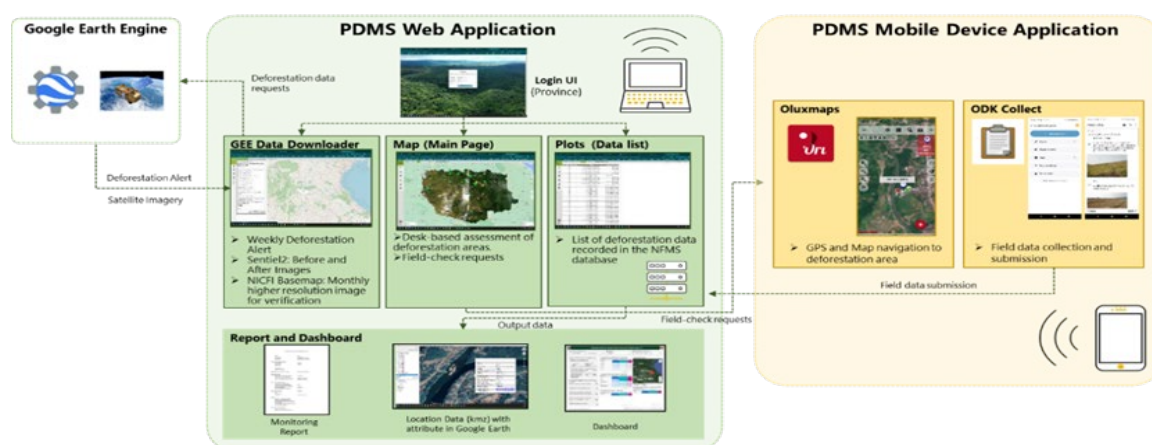 Google Earth Engine
PDMS Web Application
PDMS Mobile Device Application
Deforestation data
requests
Login UI
(Province)
Deforestation Alert
Satellite Imagery
GEE Data Downloader
➢ Weekly Deforestation
Alert
➢ Sentiel2: Before and
After Images
➢ NICFI Basemap: Monthly
higher resolution image
for verification
Map (Main Page)
➢ Desk-based assessment of
deforestation areas.
➢ Field-check requests
Plots (Data list)
➢ List of deforestation data
recorded in the NFMS
database
Oluxmaps
➢ GPS and Map navigation to
deforestation area
ODK Collect
➢ Field data collection and
submission
Field data submission
Field-check requests
Output data
Report and Dashboard
Monitoring
Report
Location Data (kmz) with
attribute in Google Earth
Dashboard